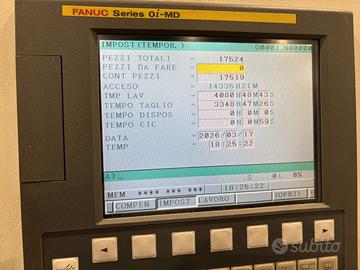 FANUC Series 0i-MD
IMPOST(TEMPOR.) O0001 N00000
PEZZI TOTALI = 17524
PEZZI DA FARE = 0
CONT PEZZI = 17519
ACCESO = 14335H21M
TMP LAV = 4080H48M43S
TEMPO TAGLIO = 3348H47M26S
TEMPO DISPOS = 0H 0M 0S
TEMPO CIC = 0H 0M59S
DATA = 2026/03/17
TEMP = 18:25:22
A)
S 0L 0%
MEM **** *** *** 18:25:22
COMPEN IMPOST LAVORO (OPRT)
subito